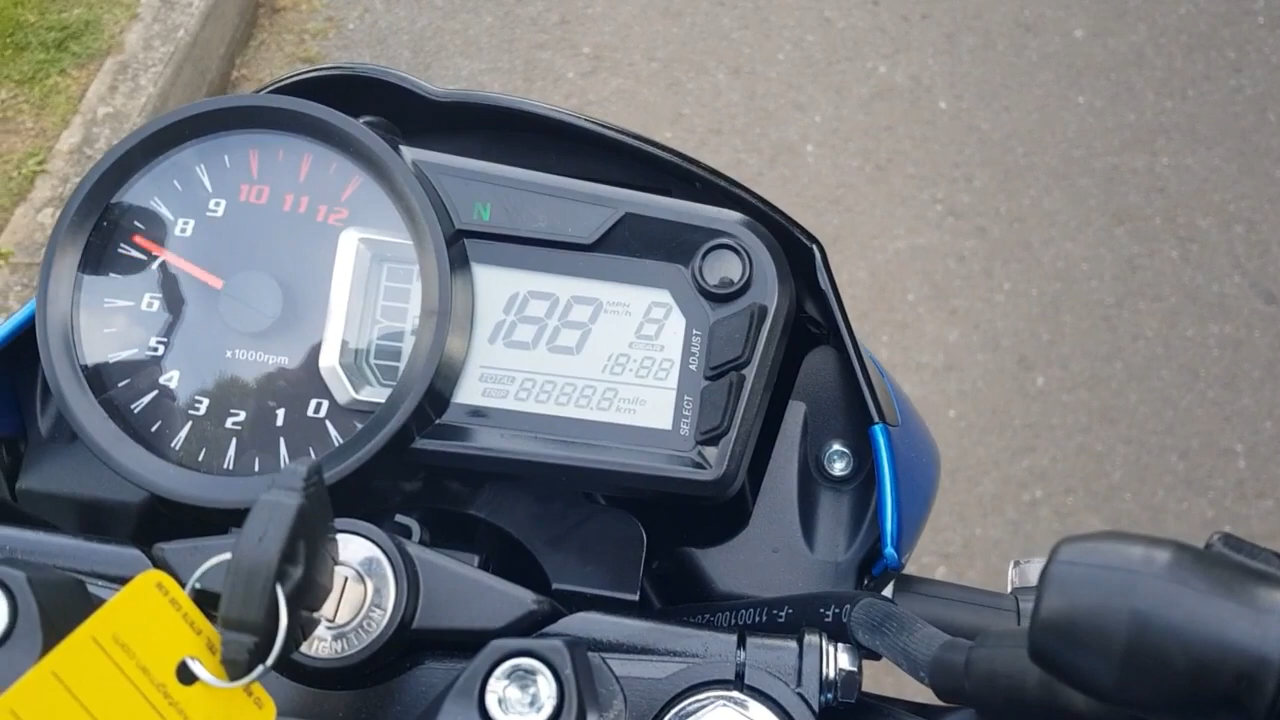 10
11
12
9
8
7
6
5
4
3
2
1
0
x1000rpm
N
188
MPH
km/h
8
GEAR
18:88
TOTAL
TRIP
8888.8
mile
km
ADJUST
SELECT
IGNITION